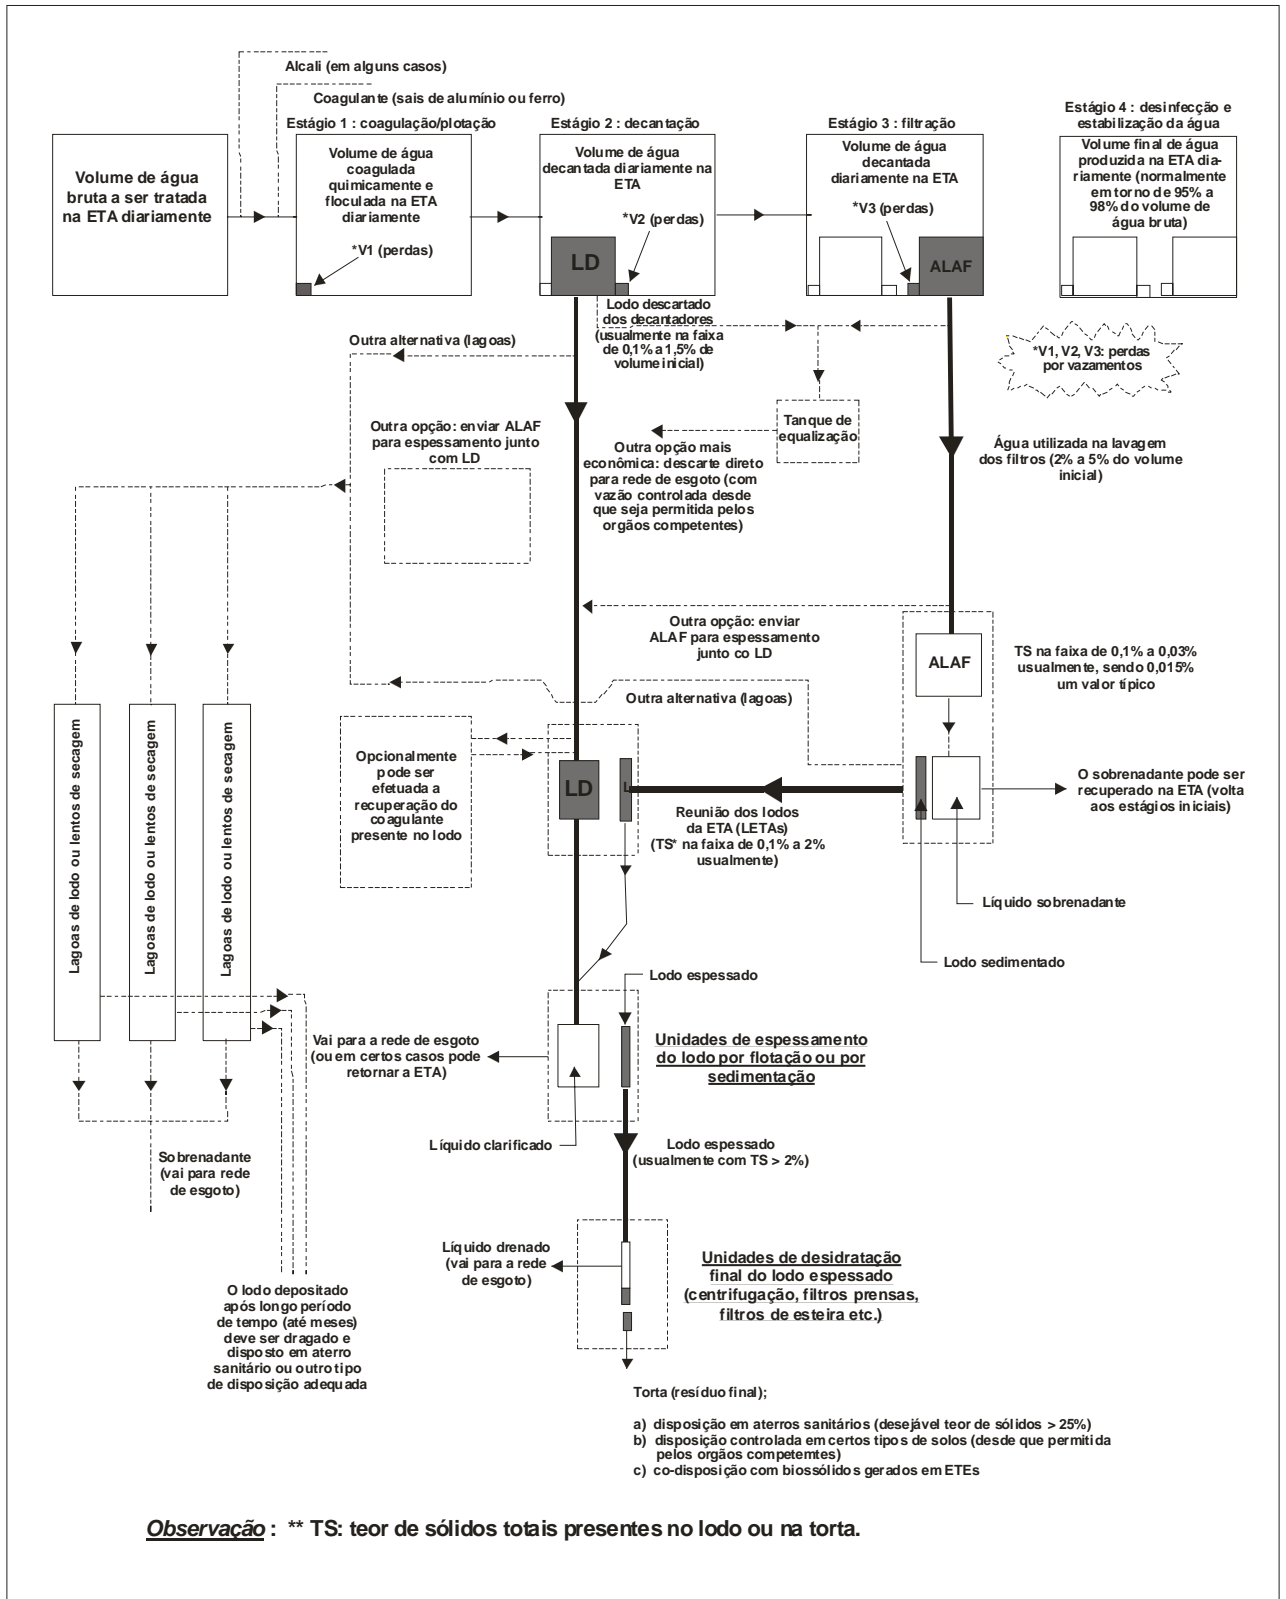 Alcali (em alguns casos)
Coagulante (sais de alumínio ou ferro)
Estágio 1 : coagulação/plotação
Estágio 2 : decantação
Estágio 3 : filtração
Estágio 4 : desinfecção e
estabilização da água
Volume de água
bruta a ser tratada
na ETA diariamente
Volume de água
coagulada
quimicamente e
floculada na ETA
diariamente
*V1 (perdas)
Volume de água
decantada diariamente na
ETA
*V2 (perdas)
LD
Volume de água
decantada
diariamente na ETA
*V3 (perdas)
ALAF
Volume final de água
produzida na ETA dia-
riamente (normalmente
em torno de 95% a
98% do volume de
água bruta)
Lodo descartado
dos decantadores
(usualmente na faixa
de 0,1% a 1,5% de
volume inicial)
*V1, V2, V3: perdas
por vazamentos
Outra alternativa (lagoas)
Outra opção: enviar ALAF
para espessamento junto
com LD
Tanque de
equalização
Outra opção mais
econômica: descarte direto
para rede de esgoto (com
vazão controlada desde
que seja permitida pelos
orgãos competentes)
Água utilizada na lavagem
dos filtros (2% a 5% do volume
inicial)
Outra opção: enviar
ALAF para espessamento
junto co LD
ALAF
TS na faixa de 0,1% a 0,03%
usualmente, sendo 0,015%
um valor típico
Outra alternativa (lagoas)
Lagoas de lodo ou lentos de secagem
Lagoas de lodo ou lentos de secagem
Lagoas de lodo ou lentos de secagem
Opcionalmente
pode ser
efetuada a
recuperação do
coagulante
presente no lodo
LD
L
Reunião dos lodos
da ETA (LETAs)
(TS* na faixa de 0,1% a 2%
usualmente)
O sobrenadante pode ser
recuperado na ETA (volta
aos estágios iniciais)
Líquido sobrenadante
Lodo sedimentado
Lodo espessado
Vai para a rede de esgoto
(ou em certos casos pode
retornar a ETA)
Unidades de espessamento
do lodo por flotação ou por
sedimentação
Líquido clarificado
Lodo espessado
(usualmente com TS > 2%)
Sobrenadante
(vai para rede
de esgoto)
Líquido drenado
(vai para a rede
de esgoto)
Unidades de desidratação
final do lodo espessado
(centrifugação, filtros prensas,
filtros de esteira etc.)
O lodo depositado
após longo período
de tempo (até meses)
deve ser dragado e
disposto em aterro
sanitário ou outro tipo
de disposição adequada
Torta (resíduo final);
a) disposição em aterros sanitários (desejável teor de sólidos > 25%)
b) disposição controlada em certos tipos de solos (desde que permitida
pelos orgãos competemtes)
c) co-disposição com biossólidos gerados em ETEs
Observação : ** TS: teor de sólidos totais presentes no lodo ou na torta.